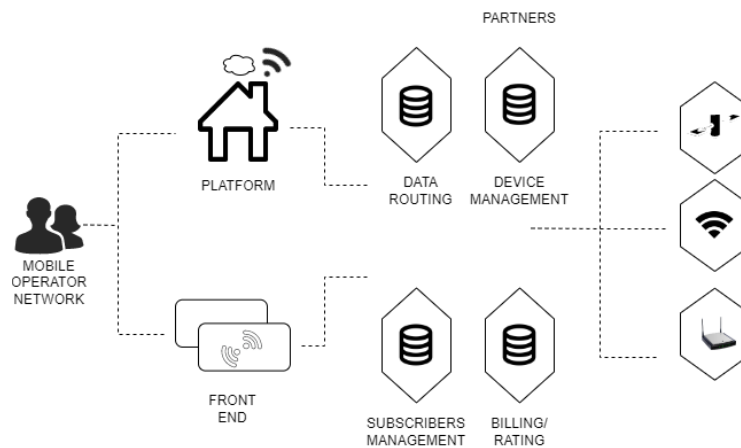 PARTNERS
PLATFORM
DATA
ROUTING
DEVICE
MANAGEMENT
MOBILE
OPERATOR
NETWORK
FRONT
END
SUBSCRIBERS
MANAGEMENT
BILLING/
RATING